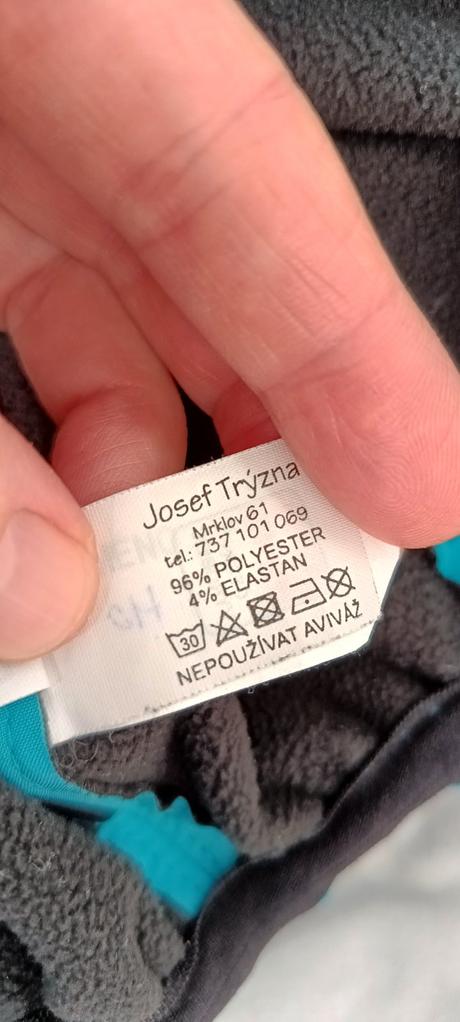 Josef Trýzna
Mrklov 61
tel.: 737 101 069
96% POLYESTER
4% ELASTAN
30
NEPOUŽÍVAT AVIVÁŽ